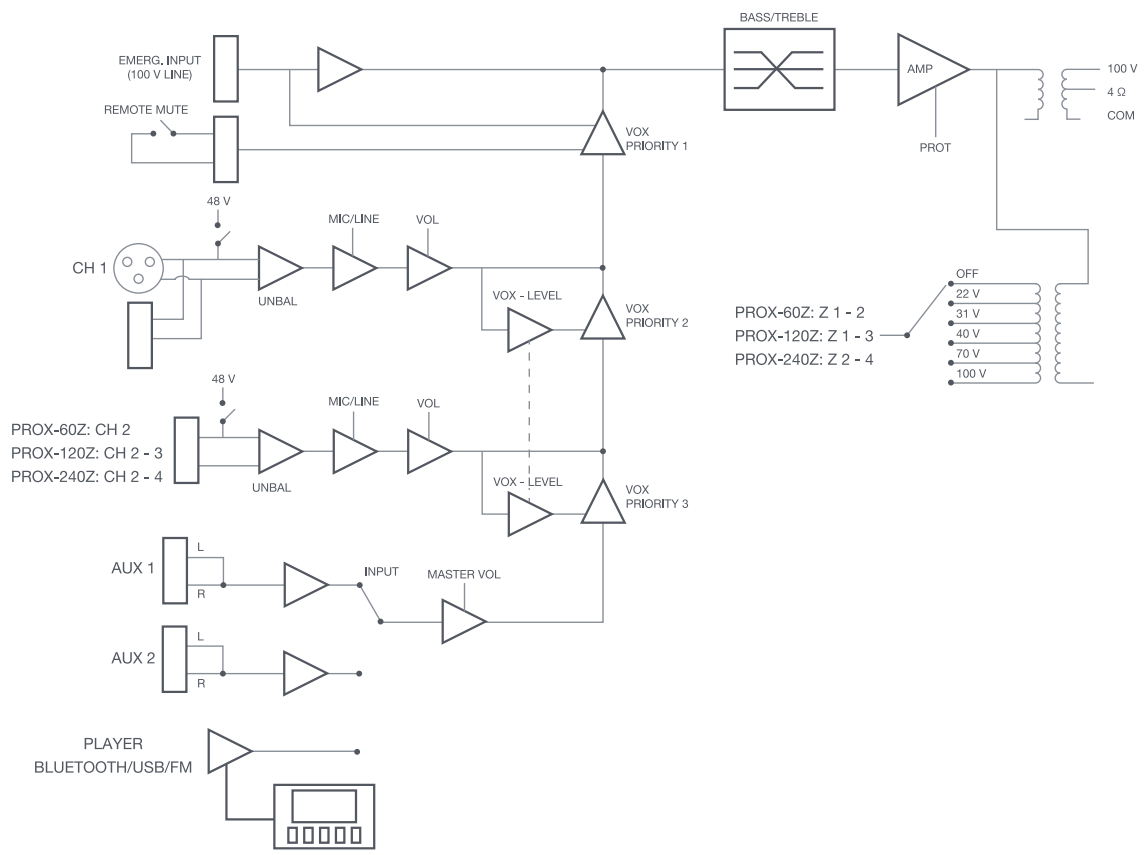 BASS/TREBLE
EMERG. INPUT
(100 V LINE)
AMP
100 V
4 Ω
COM
REMOTE MUTE
VOX
PRIORITY 1
PROT
48 V
MIC/LINE
VOL
CH 1
UNBAL
VOX - LEVEL
VOX
PRIORITY 2
OFF
22 V
31 V
40 V
70 V
100 V
PROX-60Z: Z 1 - 2
PROX-120Z: Z 1 - 3
PROX-240Z: Z 2 - 4
48 V
MIC/LINE
VOL
PROX-60Z: CH 2
PROX-120Z: CH 2 - 3
PROX-240Z: CH 2 - 4
UNBAL
VOX - LEVEL
VOX
PRIORITY 3
AUX 1
L
R
INPUT
MASTER VOL
AUX 2
L
R
PLAYER
BLUETOOTH/USB/FM